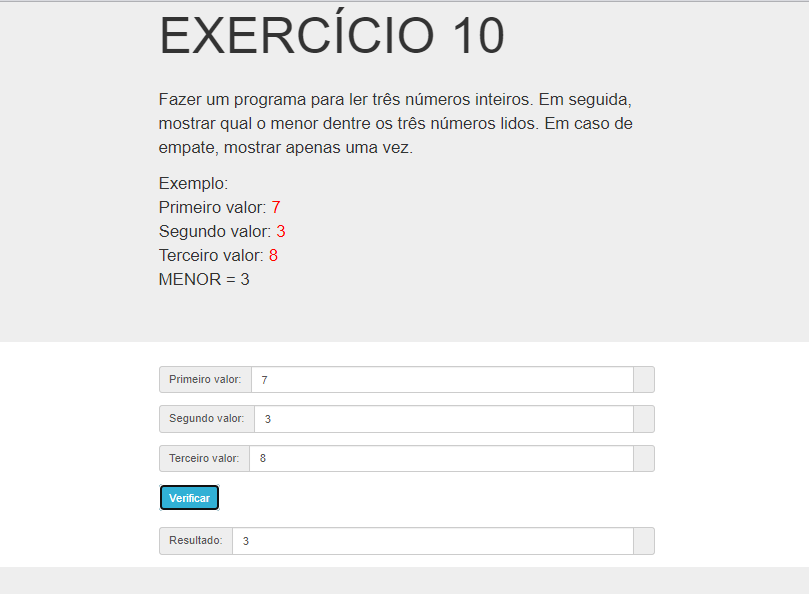 EXERCÍCIO 10
Fazer um programa para ler três números inteiros. Em seguida,
mostrar qual o menor dentre os três números lidos. Em caso de
empate, mostrar apenas uma vez.
Exemplo:
Primeiro valor: 7
Segundo valor: 3
Terceiro valor: 8
MENOR = 3
Primeiro valor: 7
Segundo valor: 3
Terceiro valor: 8
Verificar
Resultado: 3